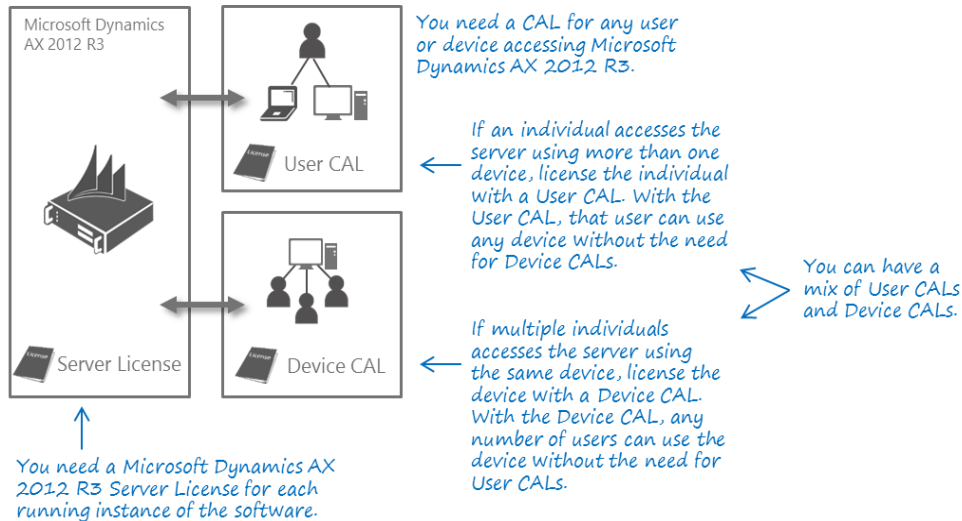 Microsoft Dynamics
AX 2012 R3
License
Server License
License
User CAL
License
Device CAL
You need a CAL for any user
or device accessing Microsoft
Dynamics AX 2012 R3.
If an individual accesses the
server using more than one
device, license the individual
with a User CAL. With the
User CAL, that user can use
any device without the need
for Device CALs.
If multiple individuals
accesses the server using
the same device, license the
device with a Device CAL.
With the Device CAL, any
number of users can use the
device without the need for
User CALs.
You can have a
mix of User CALs
and Device CALs.
You need a Microsoft Dynamics AX
2012 R3 Server License for each
running instance of the software.